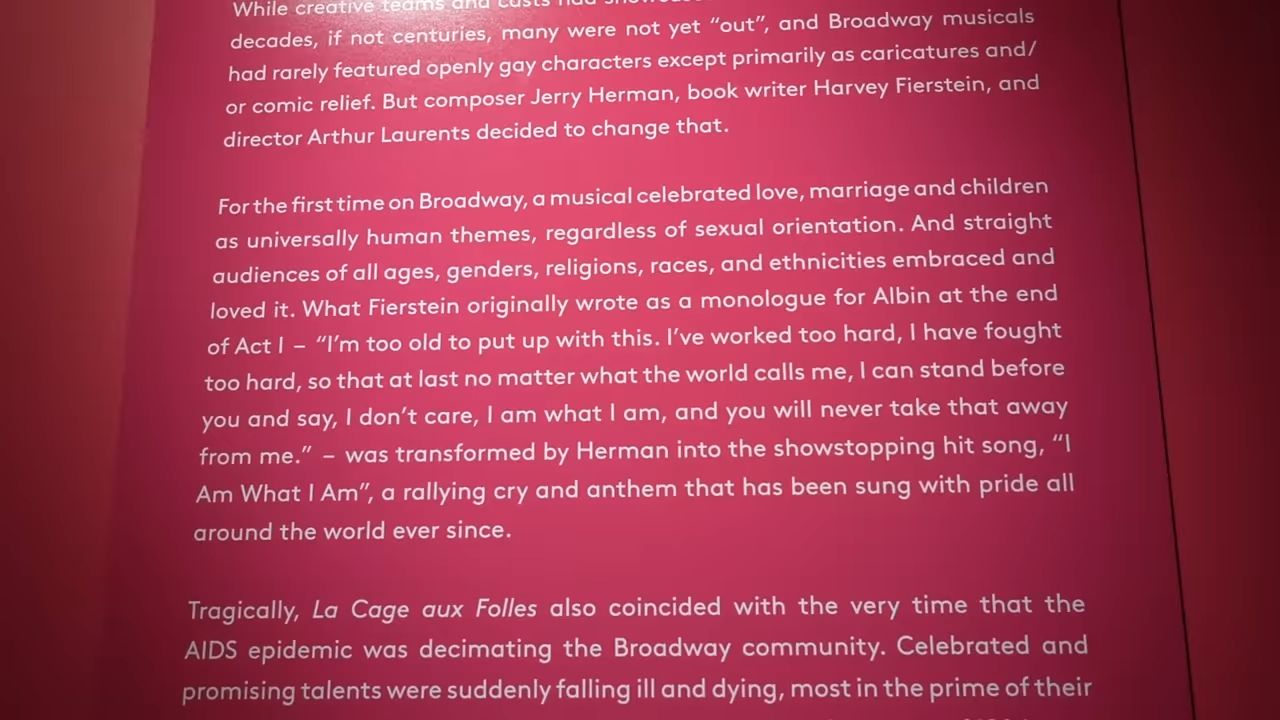 While creative teams and casts had
decades, if not centuries, many were not yet “out”, and Broadway musicals
had rarely featured openly gay characters except primarily as caricatures and/
or comic relief. But composer Jerry Herman, book writer Harvey Fierstein, and
director Arthur Laurents decided to change that.
For the first time on Broadway, a musical celebrated love, marriage and children
as universally human themes, regardless of sexual orientation. And straight
audiences of all ages, genders, religions, races, and ethnicities embraced and
loved it. What Fierstein originally wrote as a monologue for Albin at the end
of Act I – “I’m too old to put up with this. I’ve worked too hard, I have fought
too hard, so that at last no matter what the world calls me, I can stand before
you and say, I don’t care, I am what I am, and you will never take that away
from me.” – was transformed by Herman into the showstopping hit song, “I
Am What I Am”, a rallying cry and anthem that has been sung with pride all
around the world ever since.
Tragically, La Cage aux Folles also coincided with the very time that the
AIDS epidemic was decimating the Broadway community. Celebrated and
promising talents were suddenly falling ill and dying, most in the prime of their